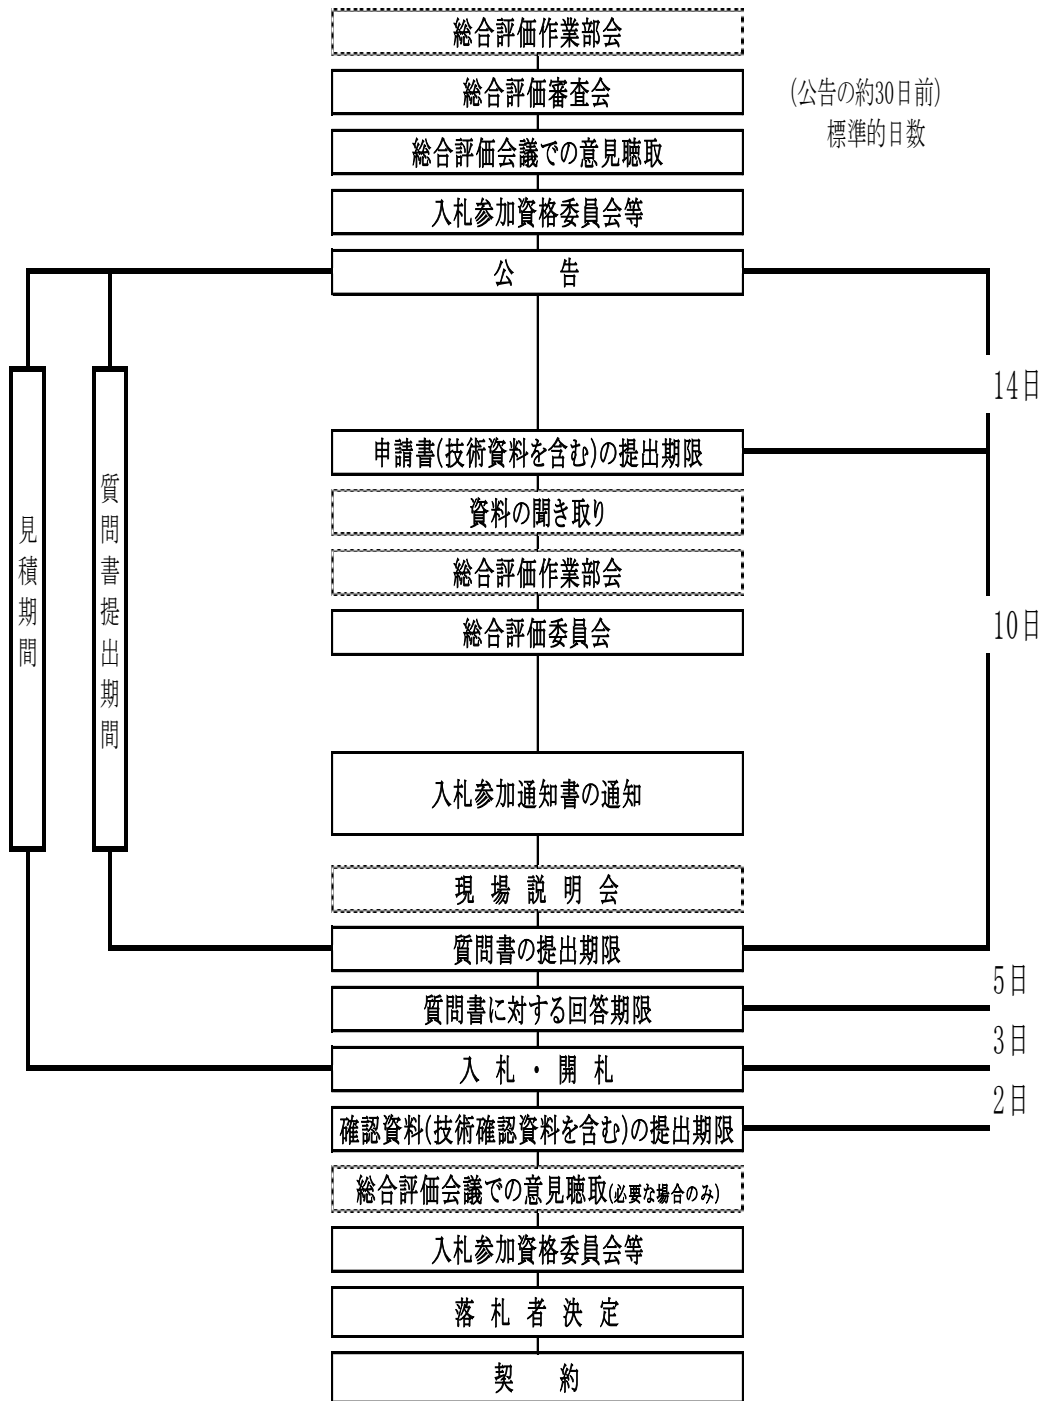 総合評価作業部会
総合評価審査会
(公告の約30日前)
標準的日数
総合評価会議での意見聴取
入札参加資格委員会等
公　告
14日
申請書(技術資料を含む)の提出期限
資料の聞き取り
総合評価作業部会
総合評価委員会
10日
見積期間
質問書提出期間
入札参加通知書の通知
現場説明会
質問書の提出期限
5日
質問書に対する回答期限
3日
入札・開札
2日
確認資料(技術確認資料を含む)の提出期限
総合評価会議での意見聴取(必要な場合のみ)
入札参加資格委員会等
落札者決定
契　約